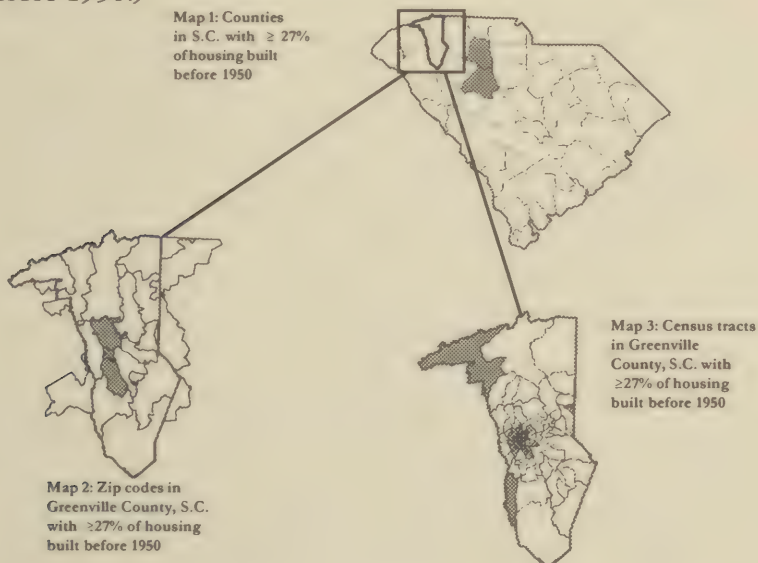 Map 1: Counties
in S.C. with ≥ 27%
of housing built
before 1950
Map 3: Census tracts
in Greenville
County, S.C. with
≥27% of housing
built before 1950
Map 2: Zip codes in
Greenville County, S.C.
with ≥27% of housing
built before 1950